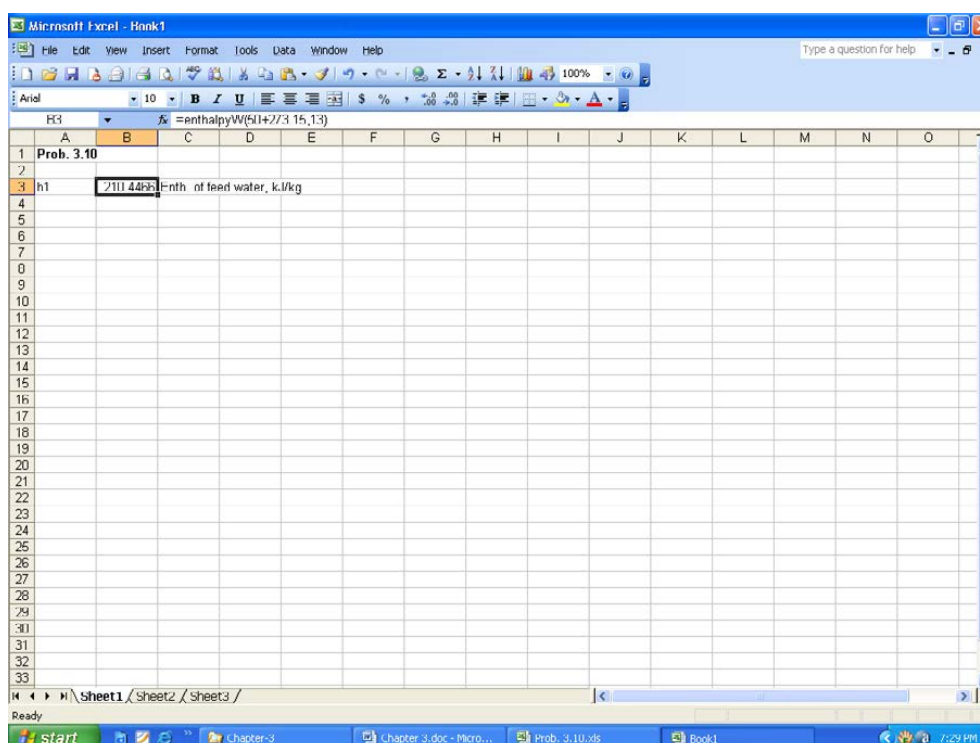 Microsoft Excel - Book1
File Edit View Insert Format Tools Data Window Help
Type a question for help
100%
Arial 10 B I U $ % ,
B3 fx =enthalpyW(50+273.15,13)
A B C D E F G H I J K L M N O
1 Prob. 3.10
2
3 h1 210.4466 Enth. of feed water, kJ/kg
4
5
6
7
8
9
10
11
12
13
14
15
16
17
18
19
20
21
22
23
24
25
26
27
28
29
30
31
32
33
Sheet1 / Sheet2 / Sheet3 /
Ready
start Chapter-3 Chapter 3.doc - Micro... Prob. 3.10.xls Book1 7:29 PM